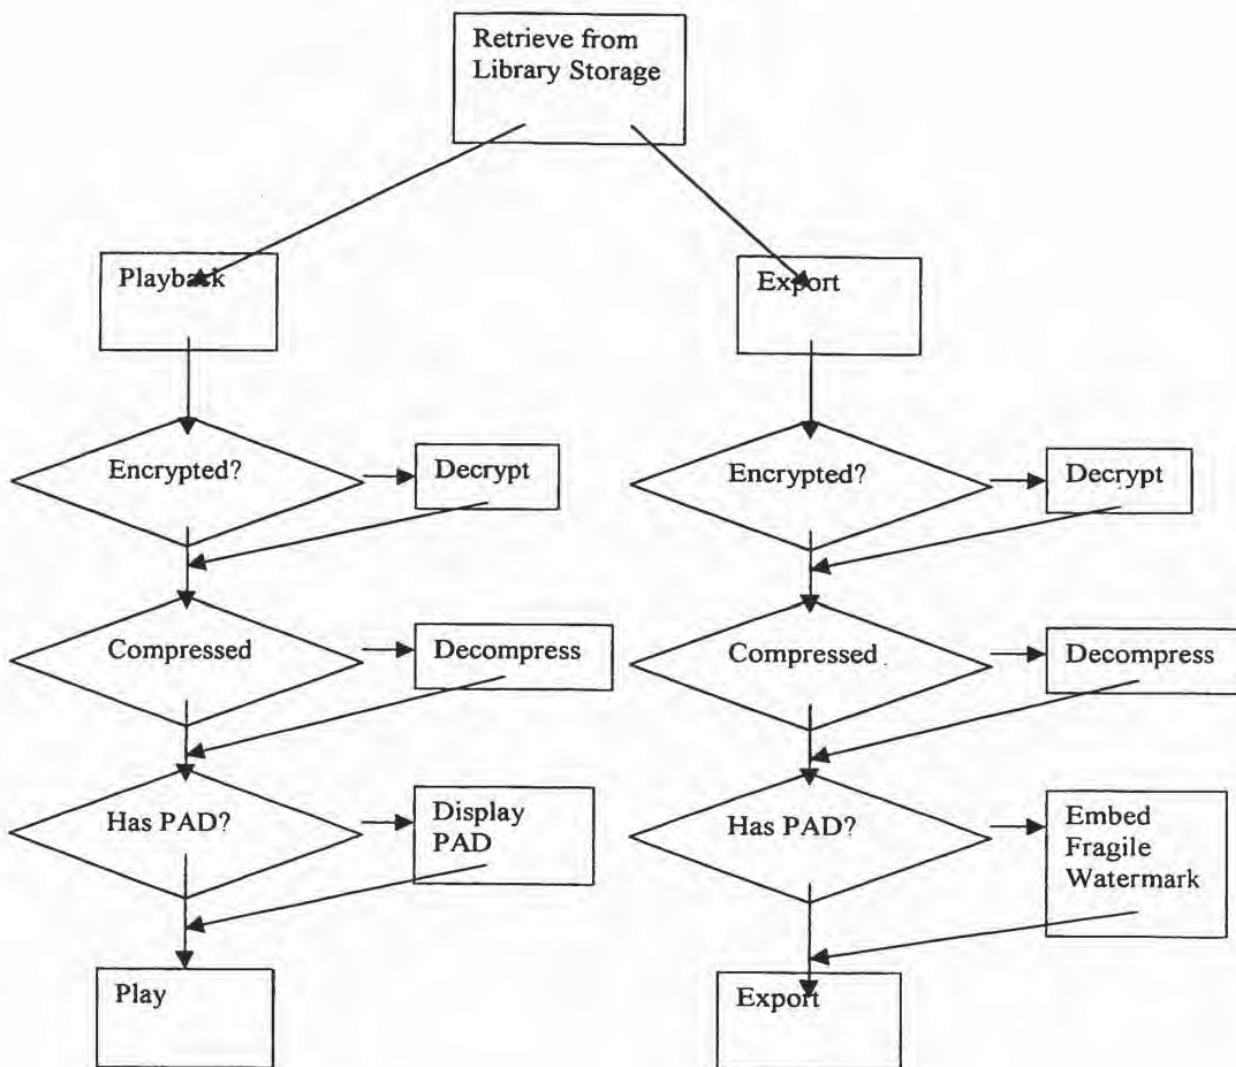 Retrieve from
Library Storage
Playback
Export
Encrypted?
Decrypt
Encrypted?
Decrypt
Compressed
Decompress
Compressed
Decompress
Has PAD?
Display
PAD
Has PAD?
Embed
Fragile
Watermark
Play
Export